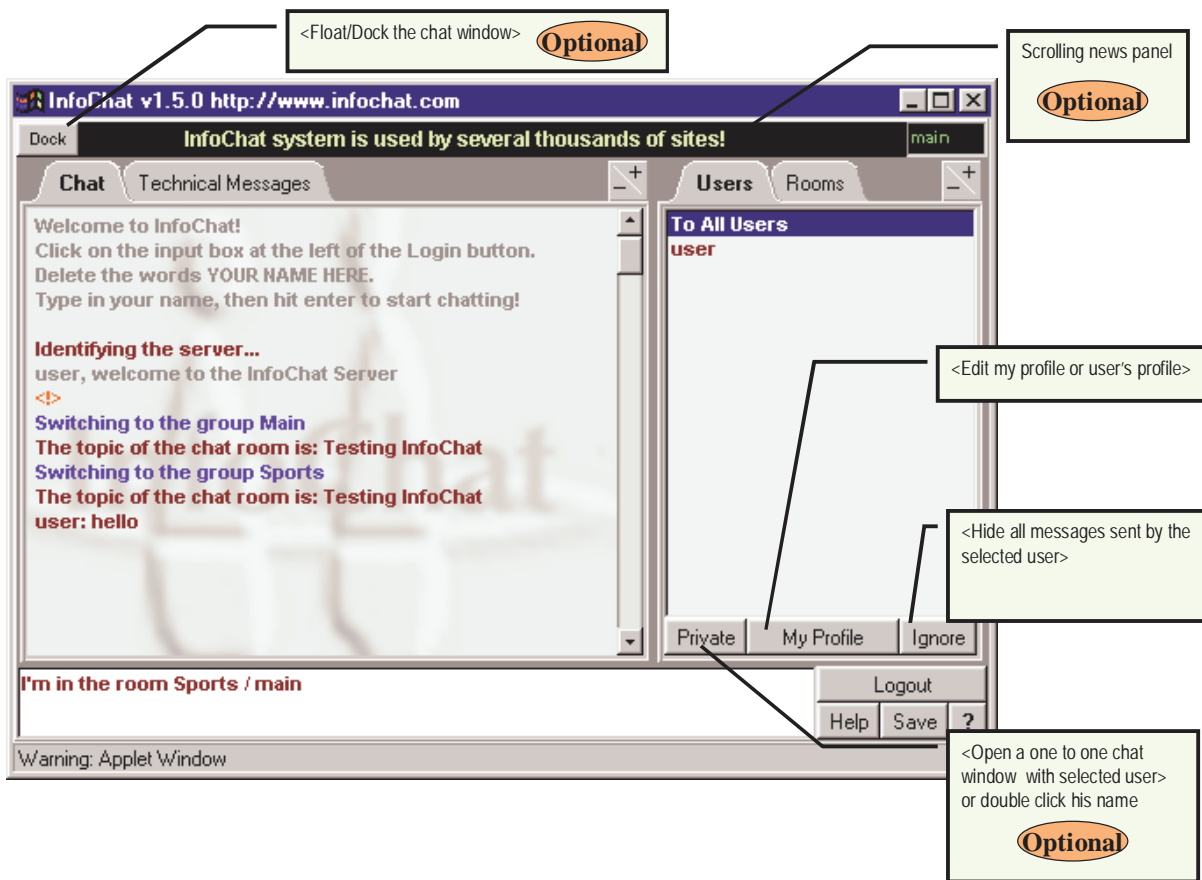 <Float/Dock the chat window>
Optional
Scrolling news panel
Optional
InfoChat v1.5.0 http://www.infochat.com
Dock
InfoChat system is used by several thousands of sites!
main
Chat
Technical Messages
Users
Rooms
Welcome to InfoChat!
Click on the input box at the left of the Login button.
Delete the words YOUR NAME HERE.
Type in your name, then hit enter to start chatting!
Identifying the server...
user, welcome to the InfoChat Server
<!>
Switching to the group Main
The topic of the chat room is: Testing InfoChat
Switching to the group Sports
The topic of the chat room is: Testing InfoChat
user: hello
InfoChat
To All Users
user
<Edit my profile or user's profile>
<Hide all messages sent by the
selected user>
Private
My Profile
Ignore
I'm in the room Sports / main
Logout
Help
Save
?
Warning: Applet Window
<Open a one to one chat
window with selected user>
or double click his name
Optional